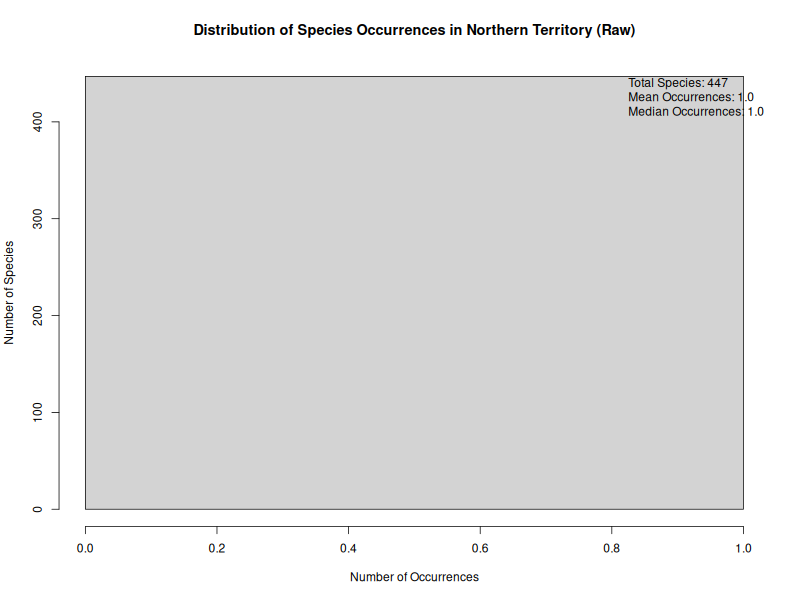 Distribution of Species Occurrences in Northern Territory (Raw)
Total Species: 447
Mean Occurrences: 1.0
Median Occurrences: 1.0
Number of Species
400
300
200
100
0
0.0 0.2 0.4 0.6 0.8 1.0
Number of Occurrences